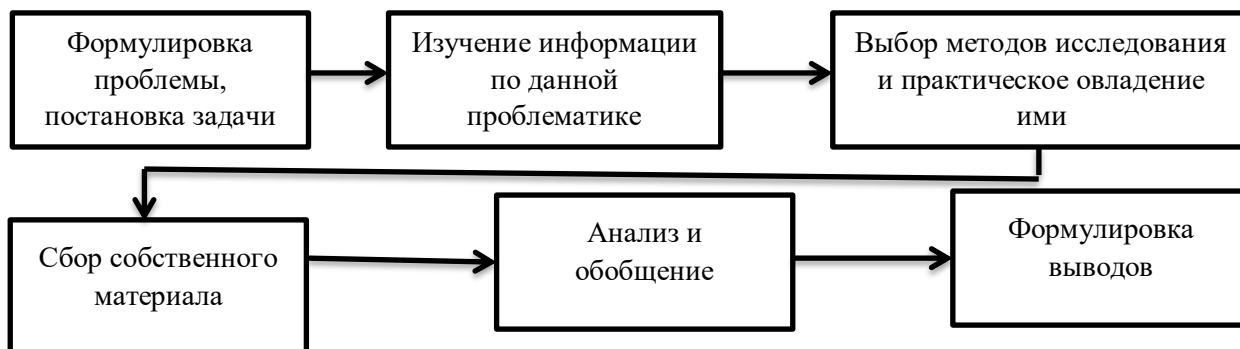 Формулировка
проблемы,
постановка задачи
Изучение информации
по данной
проблематике
Выбор методов исследования
и практическое овладение
ими
Сбор собственного
материала
Анализ и
обобщение
Формулировка
выводов